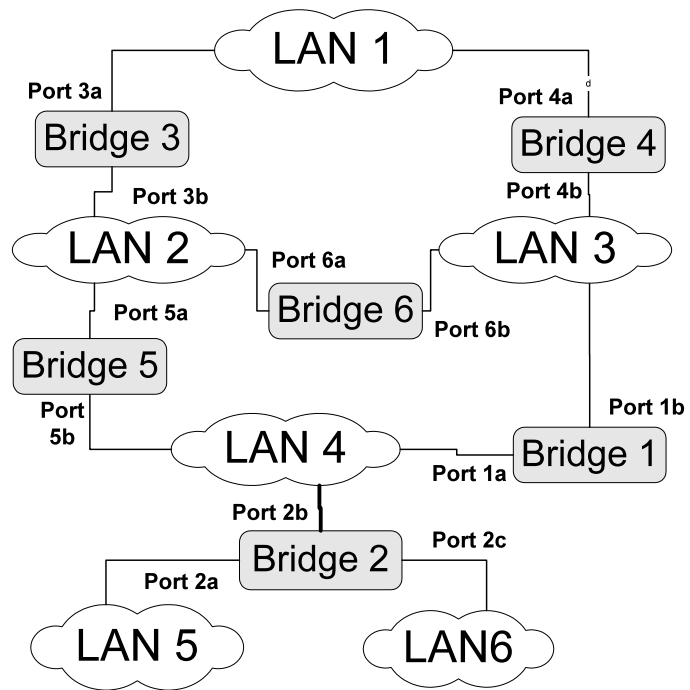 LAN 1
d
Port 3a
Port 4a
Bridge 3
Bridge 4
Port 3b
Port 4b
LAN 2
LAN 3
Port 6a
Bridge 6
Port 6b
Port 5a
Bridge 5
Port
5b
Port 1b
LAN 4
Bridge 1
Port 1a
Port 2b
Bridge 2
Port 2c
Port 2a
LAN 5
LAN6